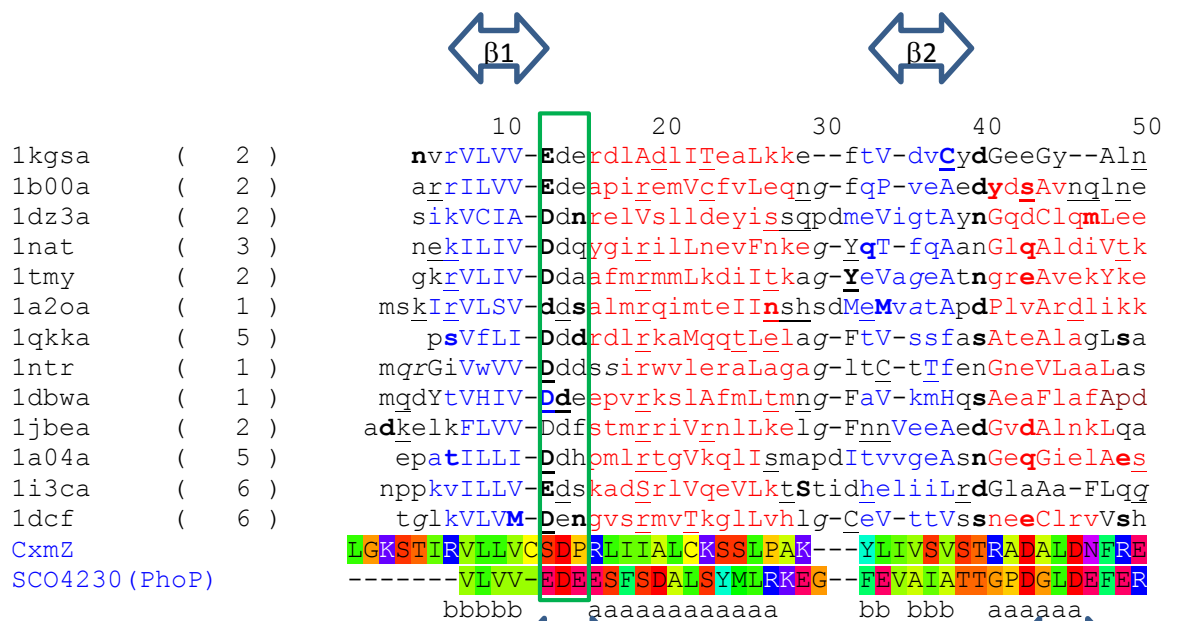 β1 β2
10 20 30 40 50
1kgsa ( 2 ) nvrVLVV-EderdlAdlITeaLkke--ftV-dvCydGeeGy--Aln
1b00a ( 2 ) arrILVV-EdeapiremVcfvLeqng-fqP-veAedydsAvnqlne
1dz3a ( 2 ) sikVCIA-DdnrelVslldeyissqpdmeVigtAynGqdClqmLee
1nat ( 3 ) nekILIV-DdqygirilLnevFnkeg-YqT-fqAanGlqAldiVtk
1tmy ( 2 ) gkrVLIV-DdaafmrmmLkdiItkag-YeVageAtngreAvekYke
1a2oa ( 1 ) mskIrVLSV-ddsalmrqimteIInshsdMeMvatApdPlvArdlikk
1qkka ( 5 ) psVfLI-DddrdlrkaMqqtLelag-FtV-ssfasAteAlagLsa
1ntr ( 1 ) mqrGiVwVV-DddssirwvleraLagag-ltC-tTfenGneVLaaLas
1dbwa ( 1 ) mqdYtVHIV-DdeepvrkslAfmLtmng-FaV-kmHqsAeaFlafApd
1jbea ( 2 ) adkelkFLVV-DdfstmrriVrnlLkelg-FnnVeeAedGvdAlnkLqa
1a04a ( 5 ) epatILLI-DdhpmlrtgVkqlIsmapdItvvgeAsnGeqGielAes
1i3ca ( 6 ) nppkvILLV-EdskadSrlVqeVLktStidheliiLrdGlaAa-FLqg
1dcf ( 6 ) tglkVLVM-DengvsrmvTkglLvhlg-CeV-ttVssneeClrvVsh
CxmZ LGKSTIRVLLVCSDPRLIIALCKSSLPAK---YLIVSVSTRADALDNFRE
SCO4230(PhoP) -------VLVV-EDEESFSDALSYMLRKEG--FEVAIATTGPDGLDEFER
bbbbb aaaaaaaaaaaa bb bbb aaaaaa